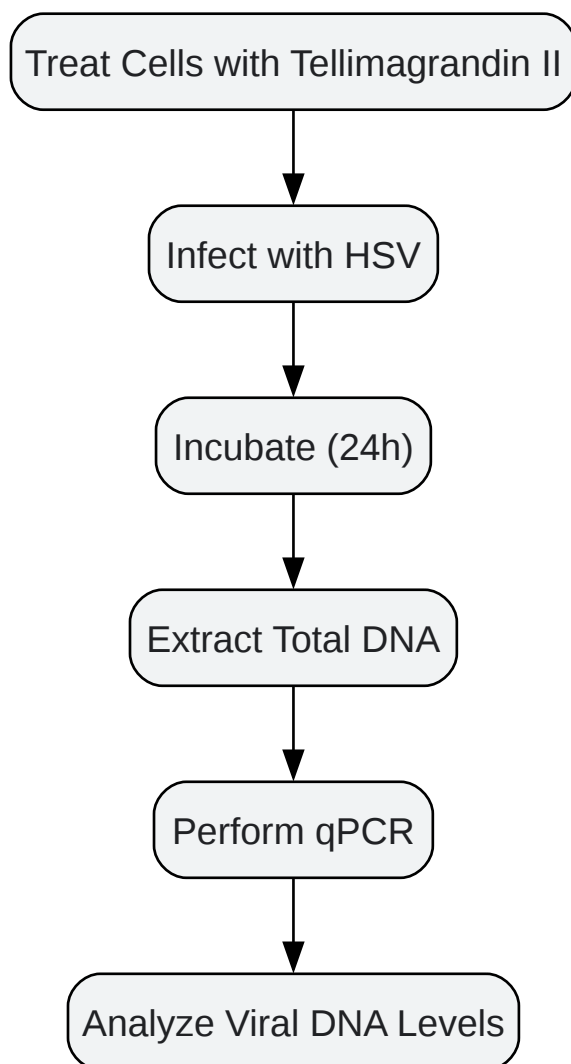 Treat Cells with Tellimagrandin II
Infect with HSV
Incubate (24h)
Extract Total DNA
Perform qPCR
Analyze Viral DNA Levels